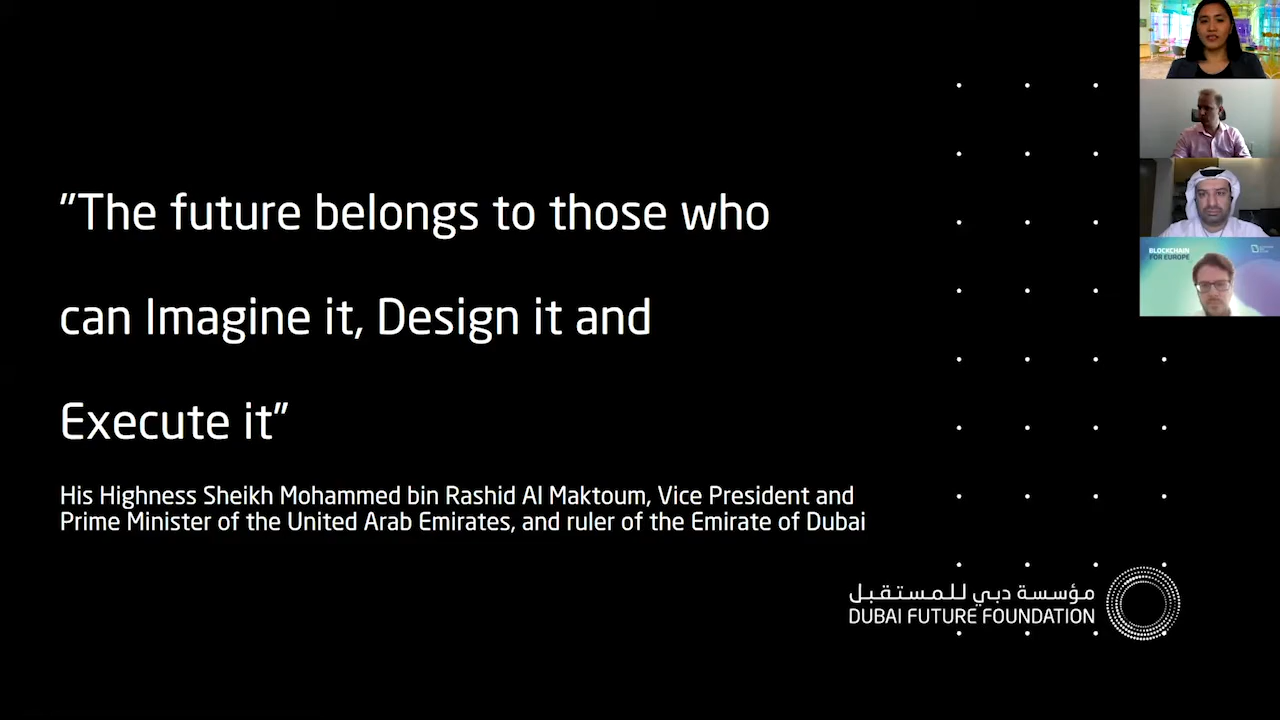 "The future belongs to those who
can Imagine it, Design it and
Execute it"
His Highness Sheikh Mohammed bin Rashid Al Maktoum, Vice President and
Prime Minister of the United Arab Emirates, and ruler of the Emirate of Dubai
مؤسسة دبي للمستقبل
DUBAI FUTURE FOUNDATION
BLOCKCHAIN
FOR EUROPE